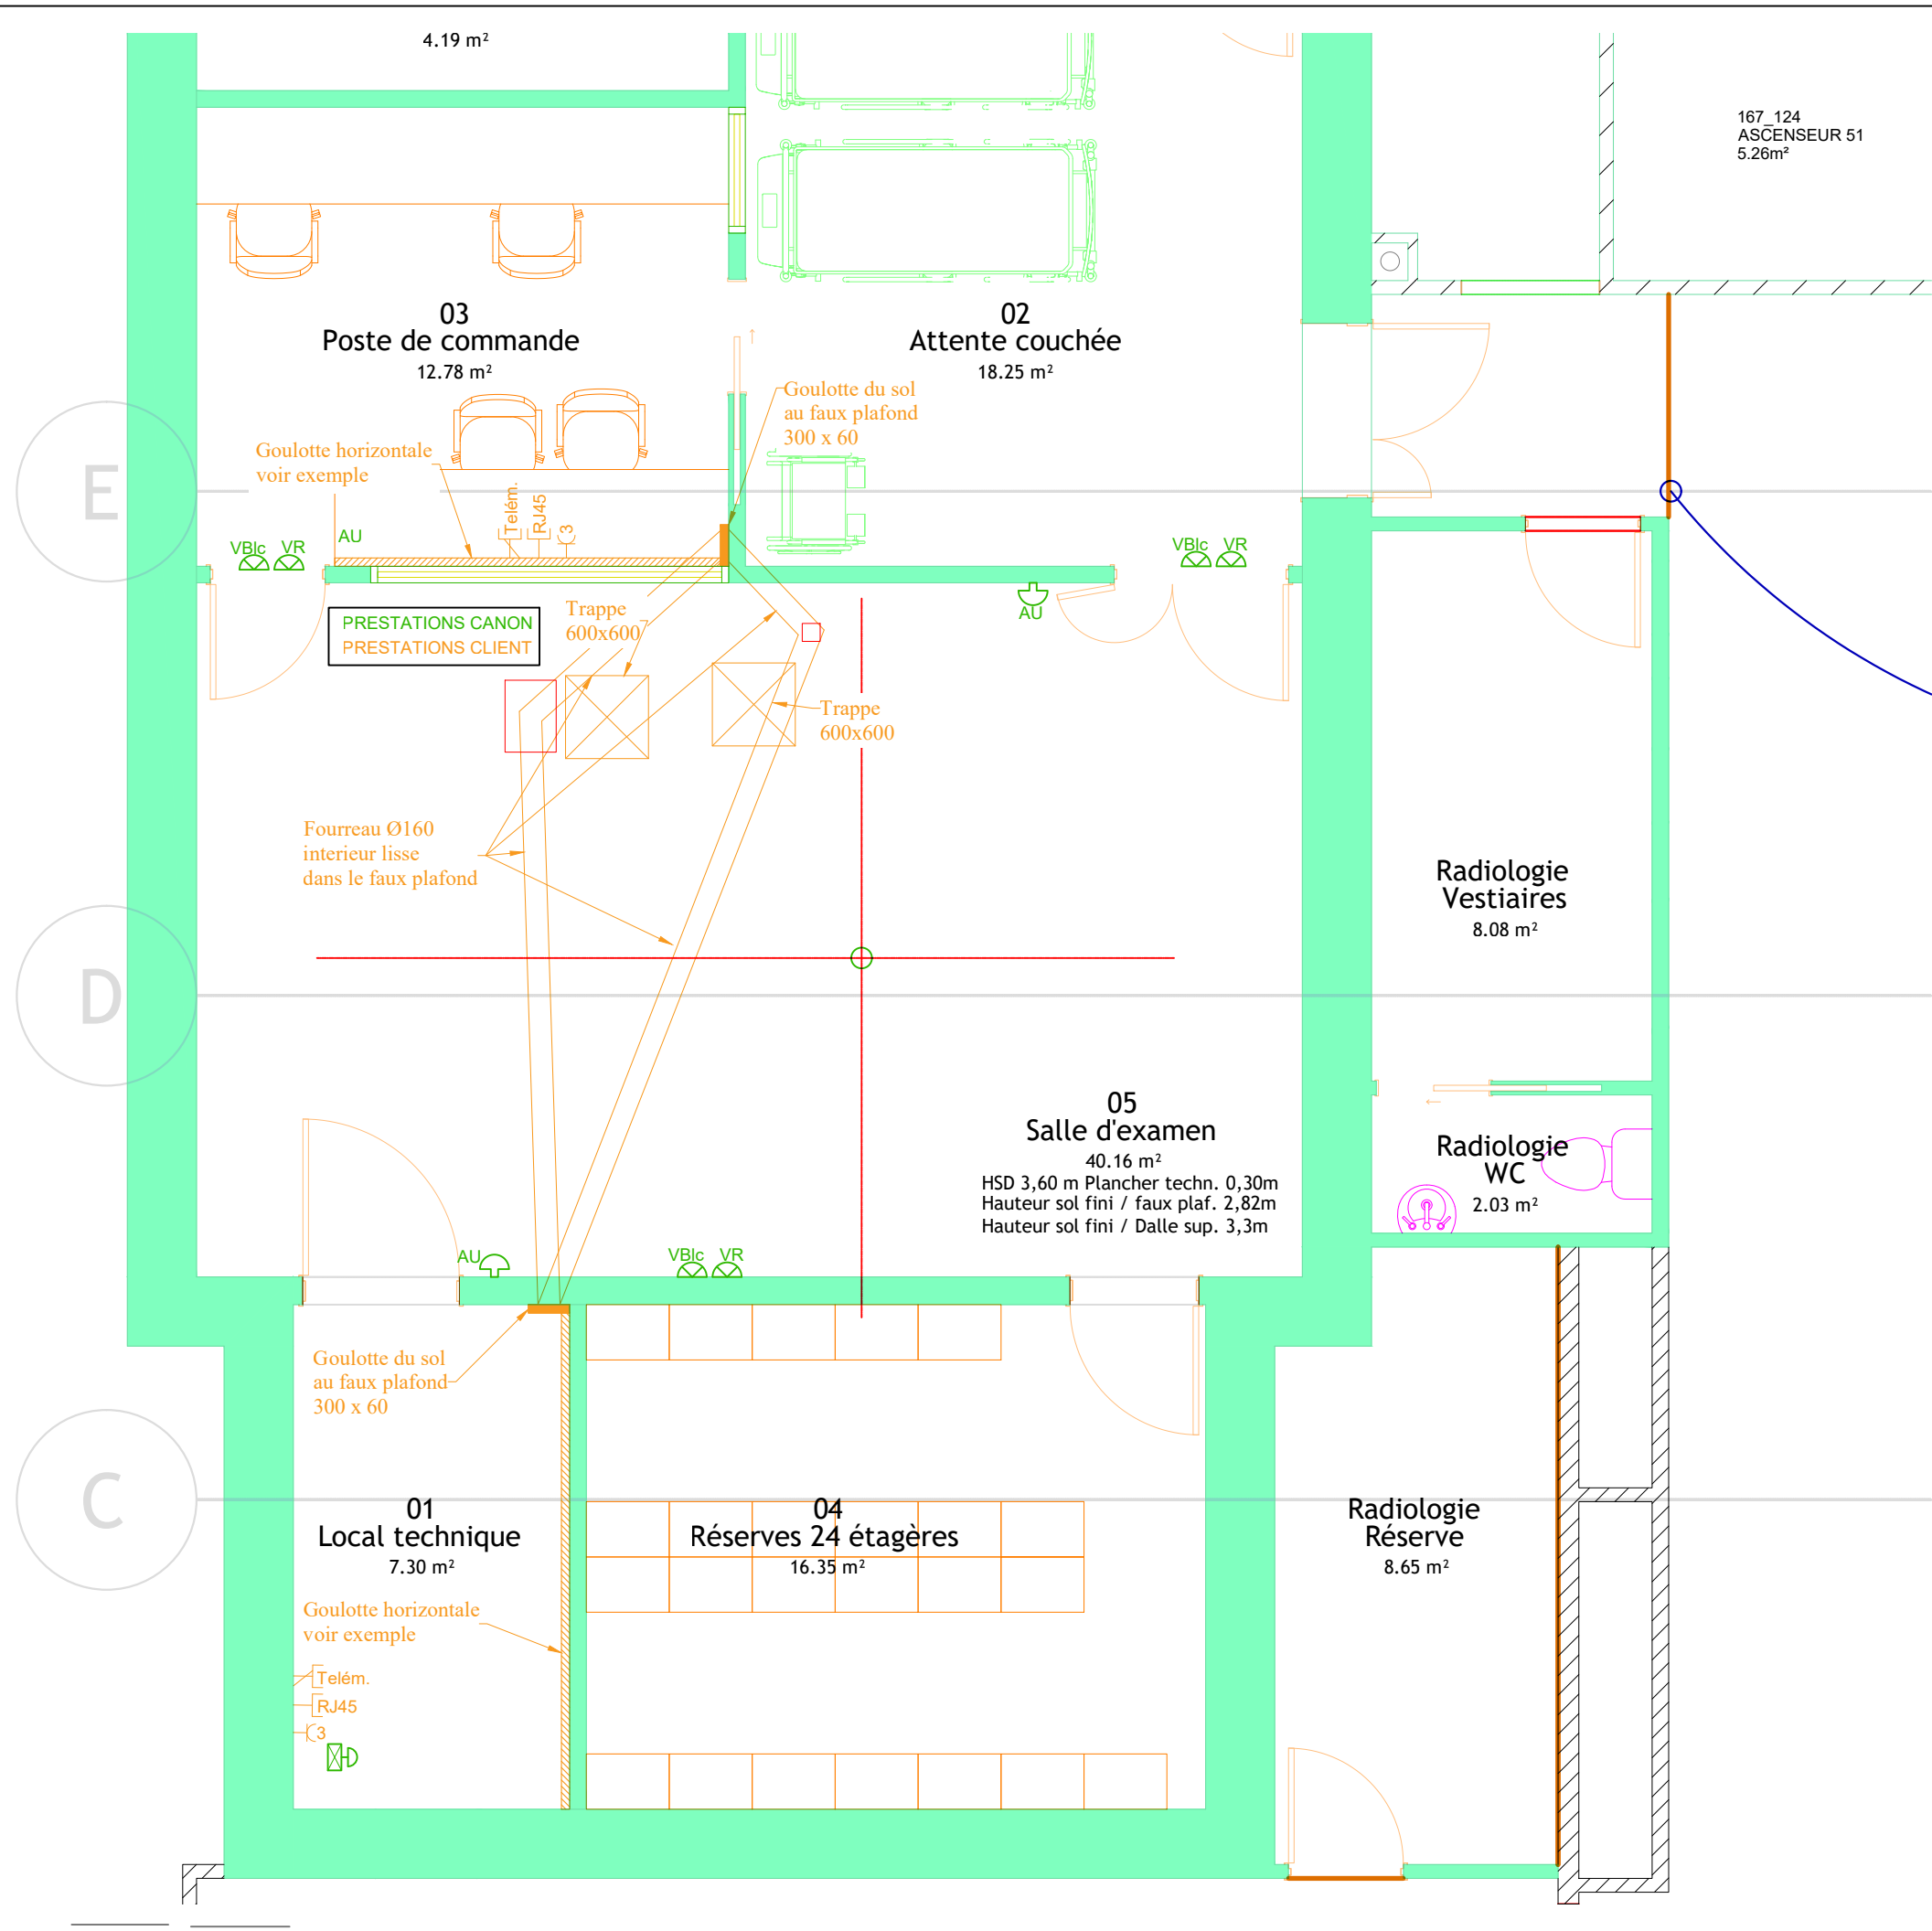 4.19 m²
167_124
ASCENSEUR 51
5.26m²
03
Poste de commande
12.78 m²
02
Attente couchée
18.25 m²
Goulotte du sol
au faux plafond
300 x 60
Goulotte horizontale
voir exemple
E
Telém.
RJ45
3
AU
VBlc VR
VBlc VR
AU
PRESTATIONS CANON
PRESTATIONS CLIENT
Trappe
600x600
Trappe
600x600
Fourreau Ø160
interieur lisse
dans le faux plafond
Radiologie
Vestiaires
8.08 m²
D
05
Salle d'examen
40.16 m²
HSD 3,60 m Plancher techn. 0,30m
Hauteur sol fini / faux plaf. 2,82m
Hauteur sol fini / Dalle sup. 3,3m
Radiologie
WC
2.03 m²
AU
VBlc VR
Goulotte du sol
au faux plafond
300 x 60
C
01
Local technique
7.30 m²
04
Réserves 24 étagères
16.35 m²
Radiologie
Réserve
8.65 m²
Goulotte horizontale
voir exemple
Telém.
RJ45
3